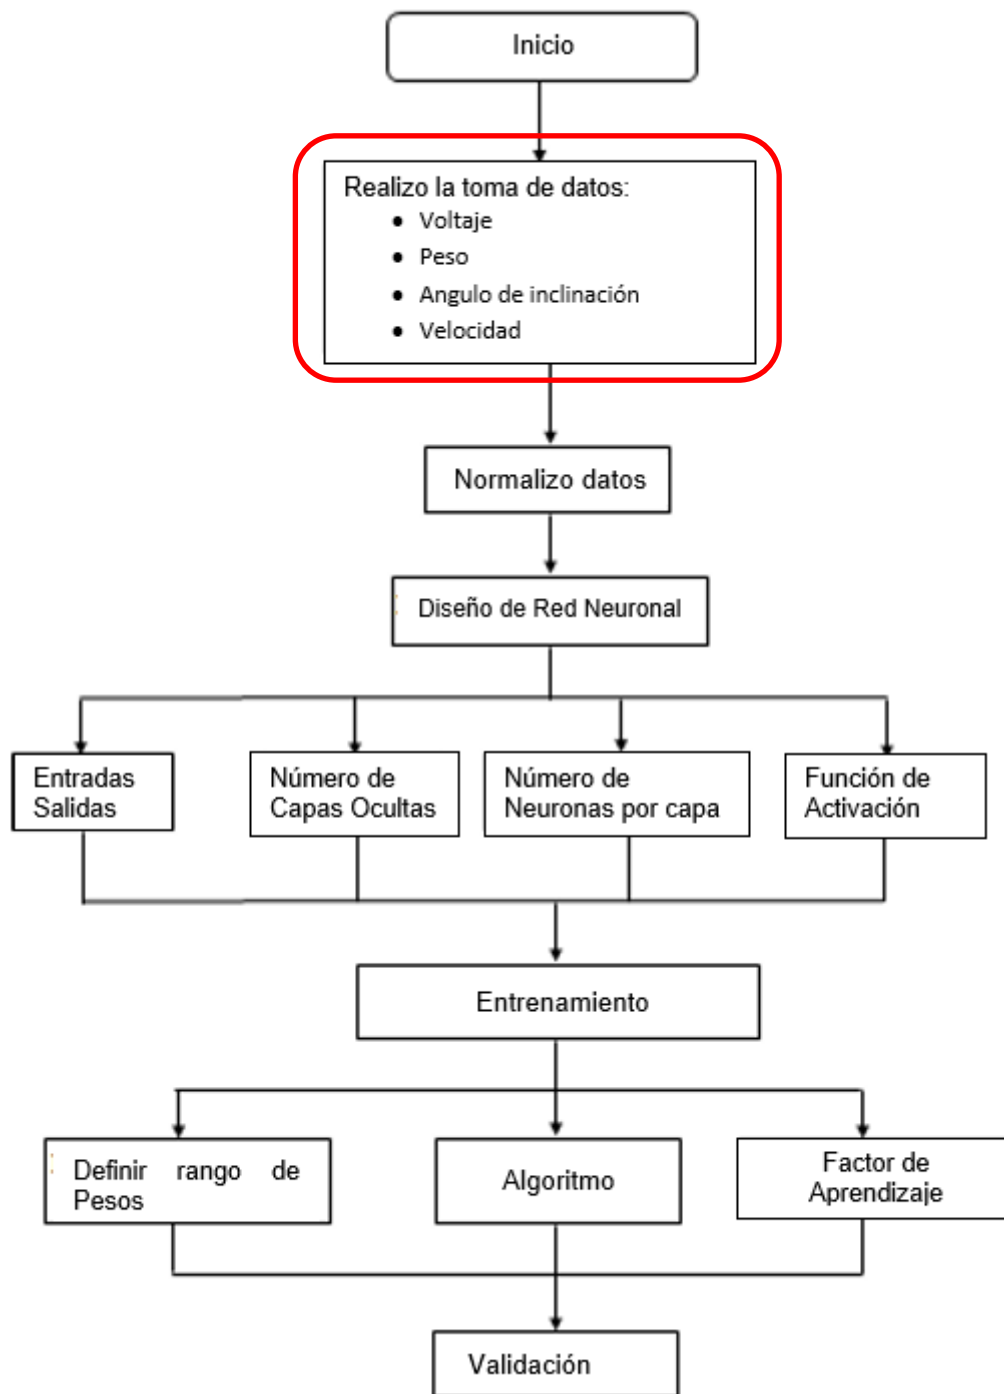 Inicio
Realizo la toma de datos:
• Voltaje
• Peso
• Angulo de inclinación
• Velocidad
Normalizo datos
Diseño de Red Neuronal
Entradas
Salidas
Número de
Capas Ocultas
Número de
Neuronas por capa
Función de
Activación
Entrenamiento
Definir rango de
Pesos
Algoritmo
Factor de
Aprendizaje
Validación